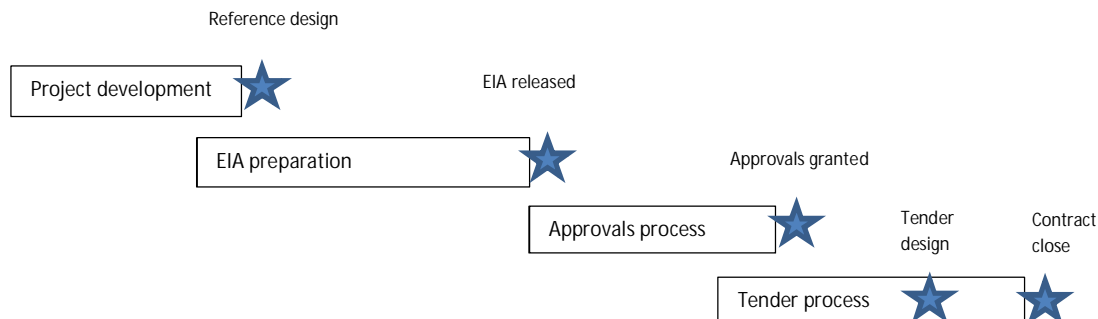 Reference design
Project development
EIA released
EIA preparation
Approvals granted
Approvals process
Tender
design
Contract
close
Tender process